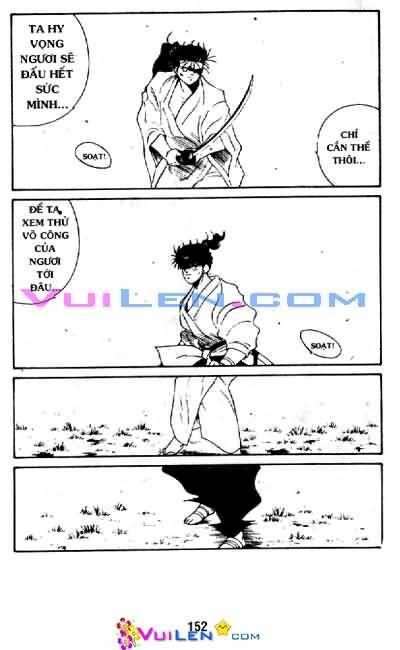 TA HY
VỌNG
NGƯƠI SẼ
ĐẤU HẾT
SỨC
MÌNH...
SOẠT!
CHỈ
CẦN THẾ
THÔI...
ĐỂ TA
XEM THỬ
VÕ CÔNG
CỦA
NGƯƠI
TỚI
ĐÂU...
VuiLen.com
SOẠT!
152
VuiLen.com